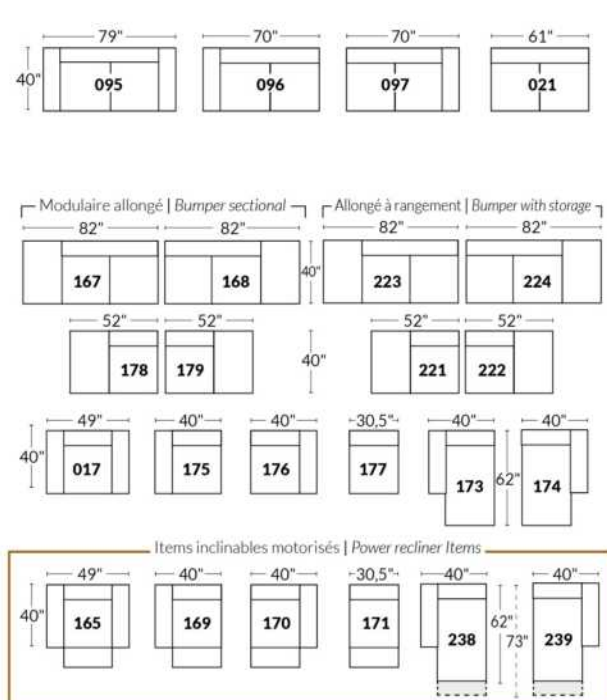 79" 70" 70" 61"
40" 095 096 097 021
Modulaire allongé | Bumper sectional Allongé à rangement | Bumper with storage
82" 82" 82" 82"
167 168 40" 223 224
52" 52" 52" 52"
178 179 40" 221 222
49" 40" 40" 30,5" 40" 40"
40" 017 175 176 177 173 62" 174
Items inclinables motorisés | Power recliner Items
49" 40" 40" 30,5" 40" 40"
40" 165 169 170 171 238 62" 73" 239